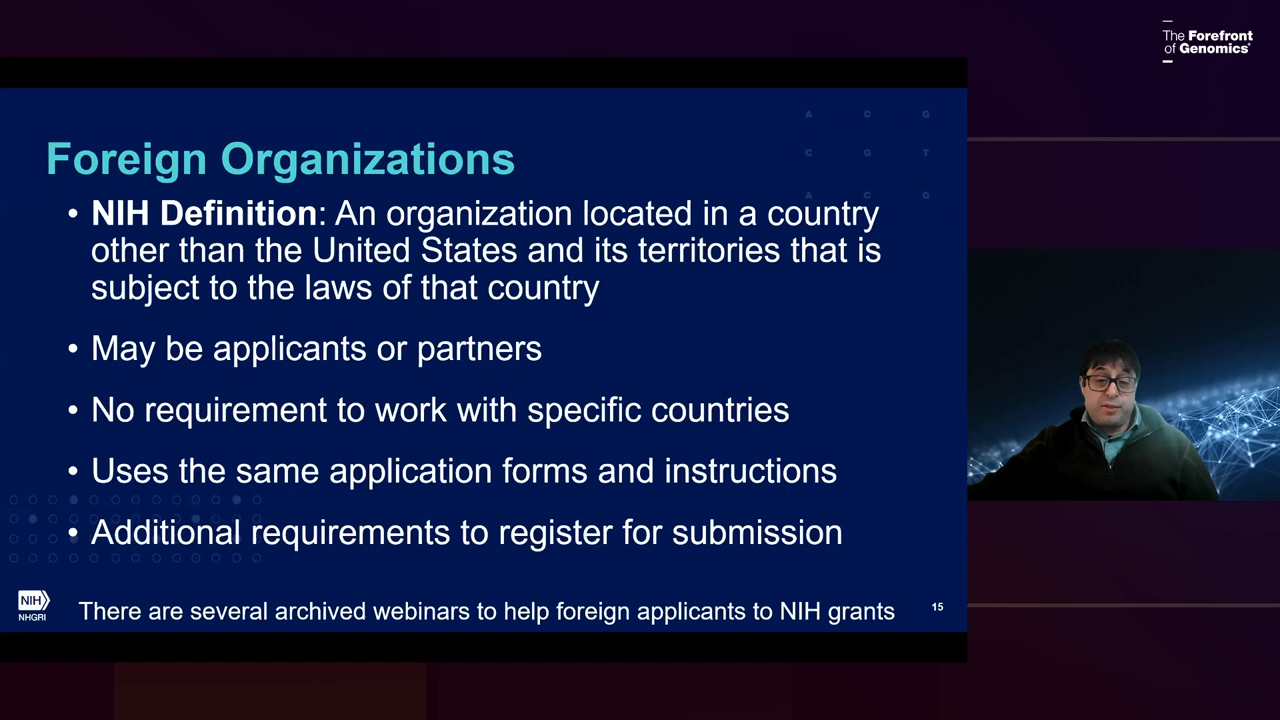 The Forefront
of Genomics®
A C G
C G T
A C G
Foreign Organizations
• NIH Definition: An organization located in a country
other than the United States and its territories that is
subject to the laws of that country
• May be applicants or partners
• No requirement to work with specific countries
• Uses the same application forms and instructions
• Additional requirements to register for submission
NIH
NHGRI
There are several archived webinars to help foreign applicants to NIH grants
15